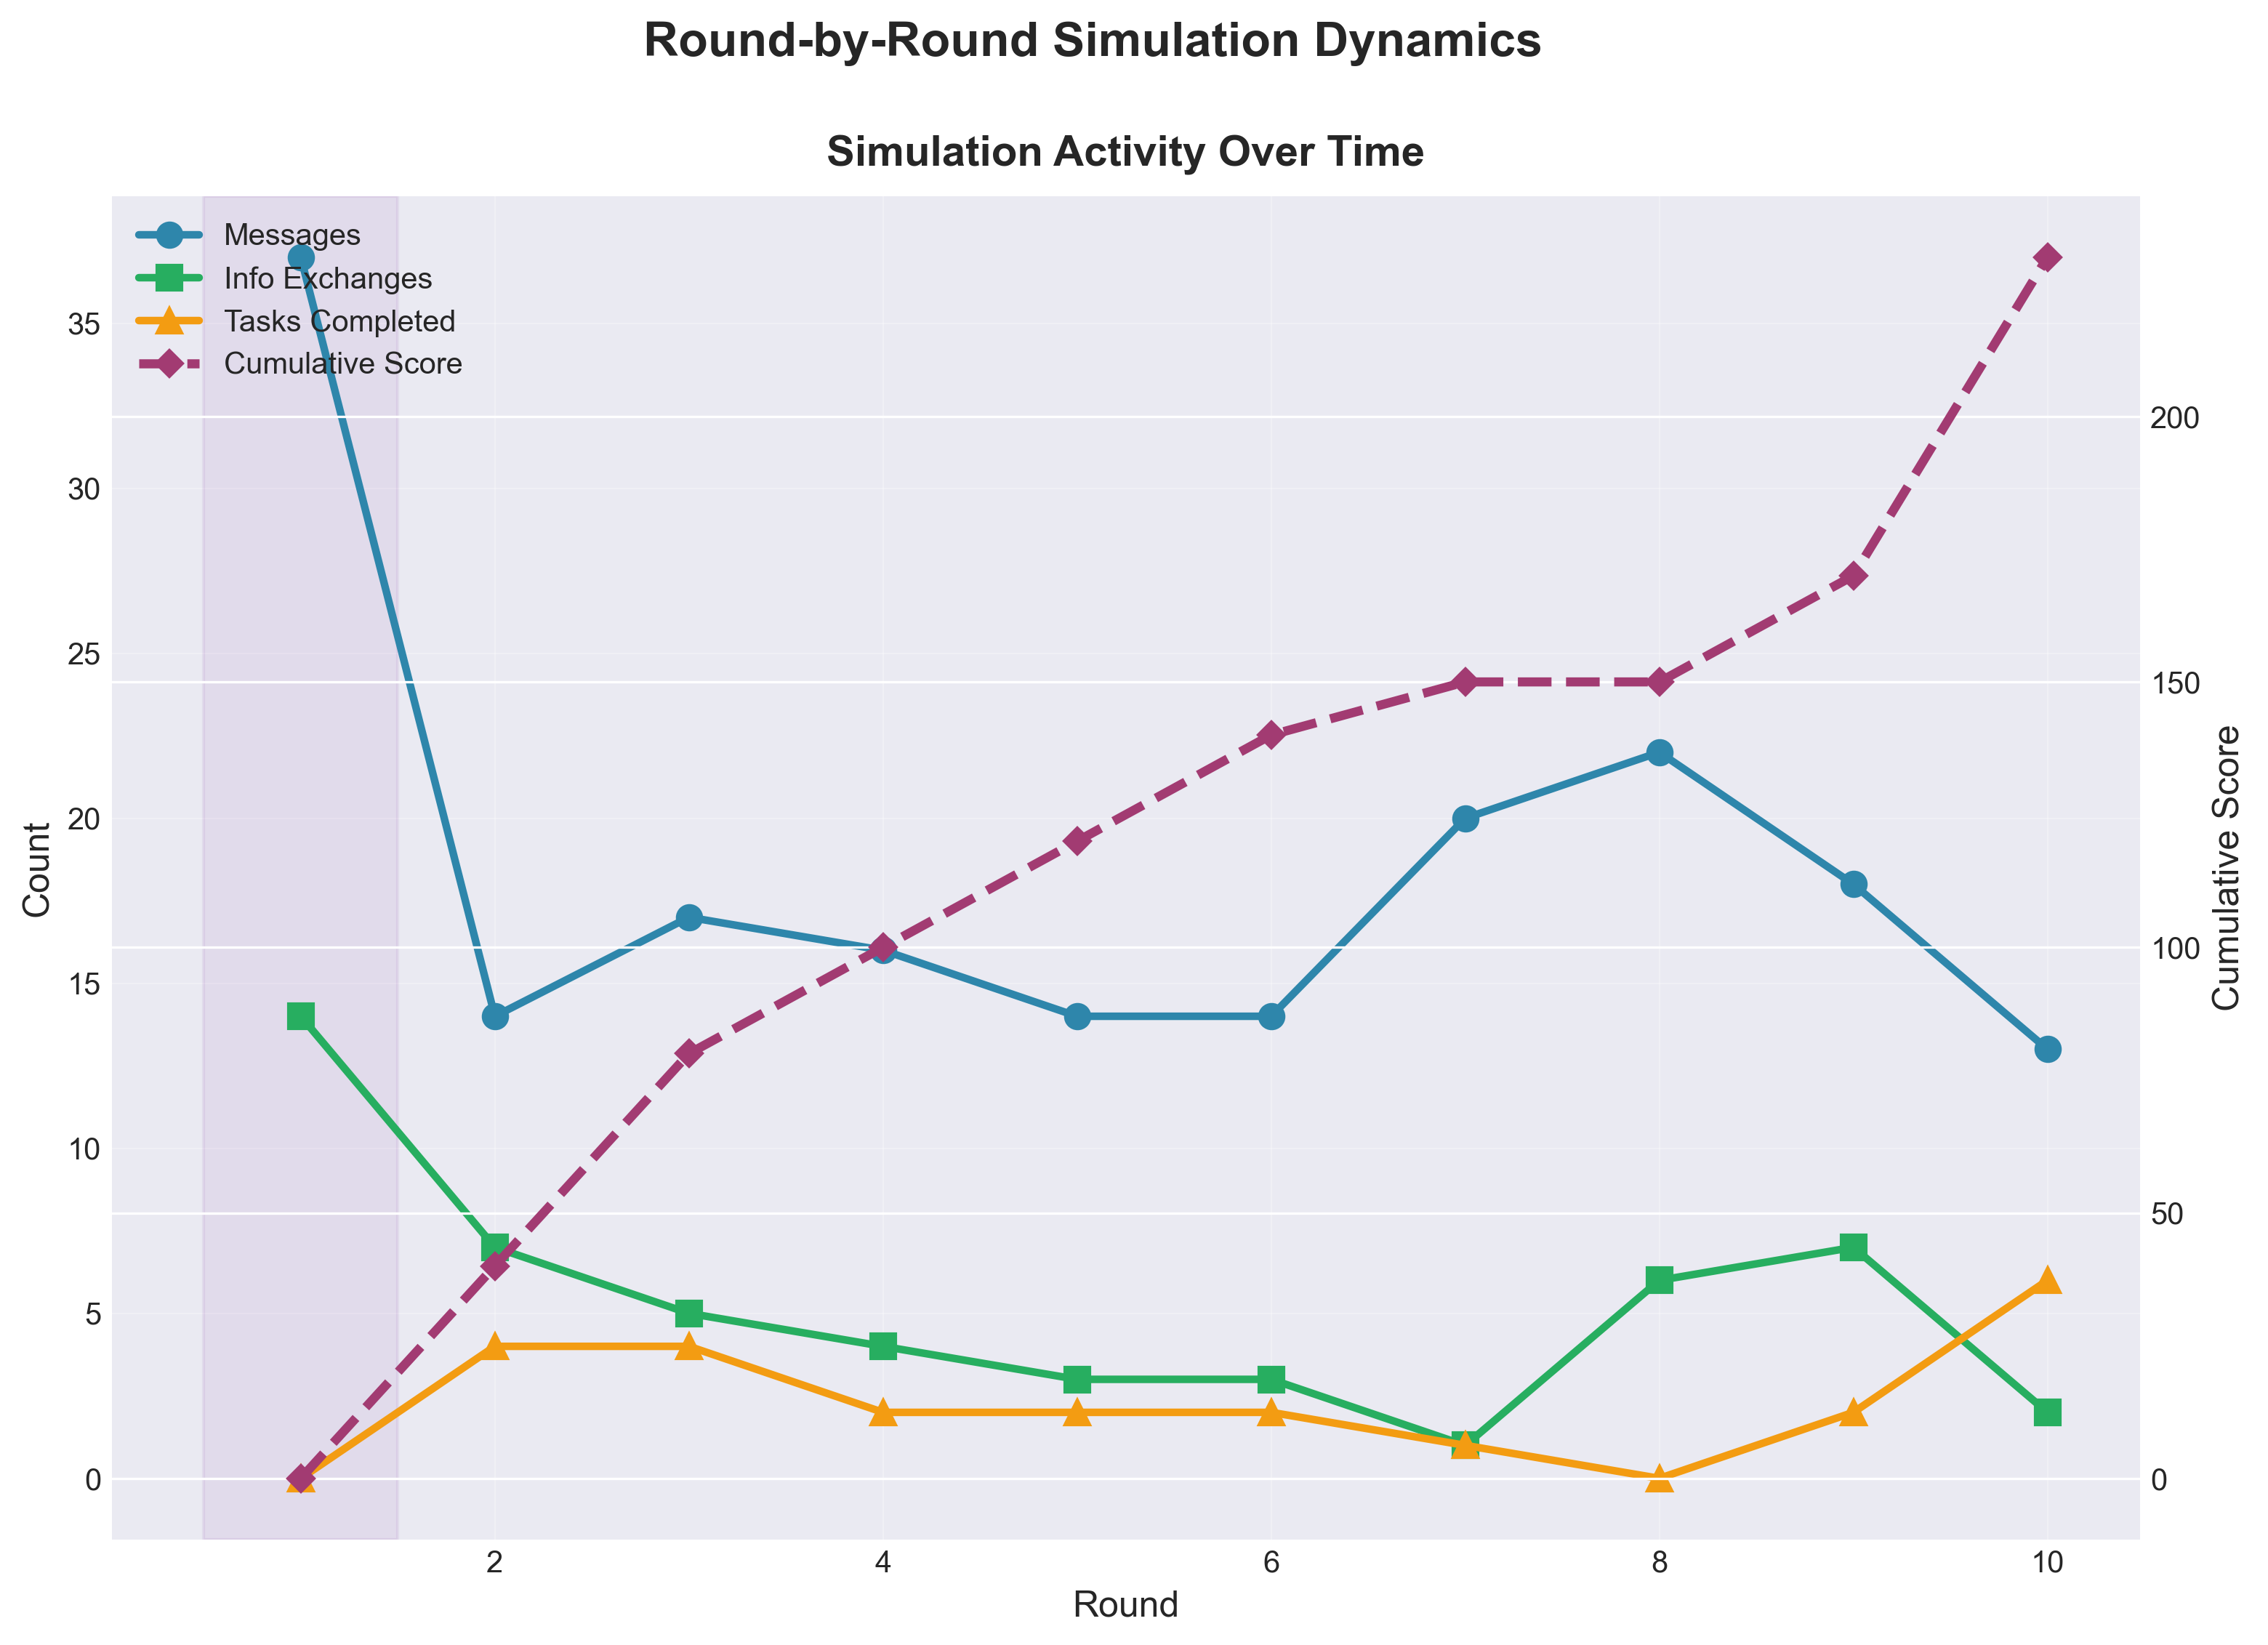 Round-by-Round Simulation Dynamics
Simulation Activity Over Time
Messages
Info Exchanges
Tasks Completed
Cumulative Score
35
30
25
20
15
10
5
0
Count
200
150
100
50
0
Cumulative Score
2 4 6 8 10
Round